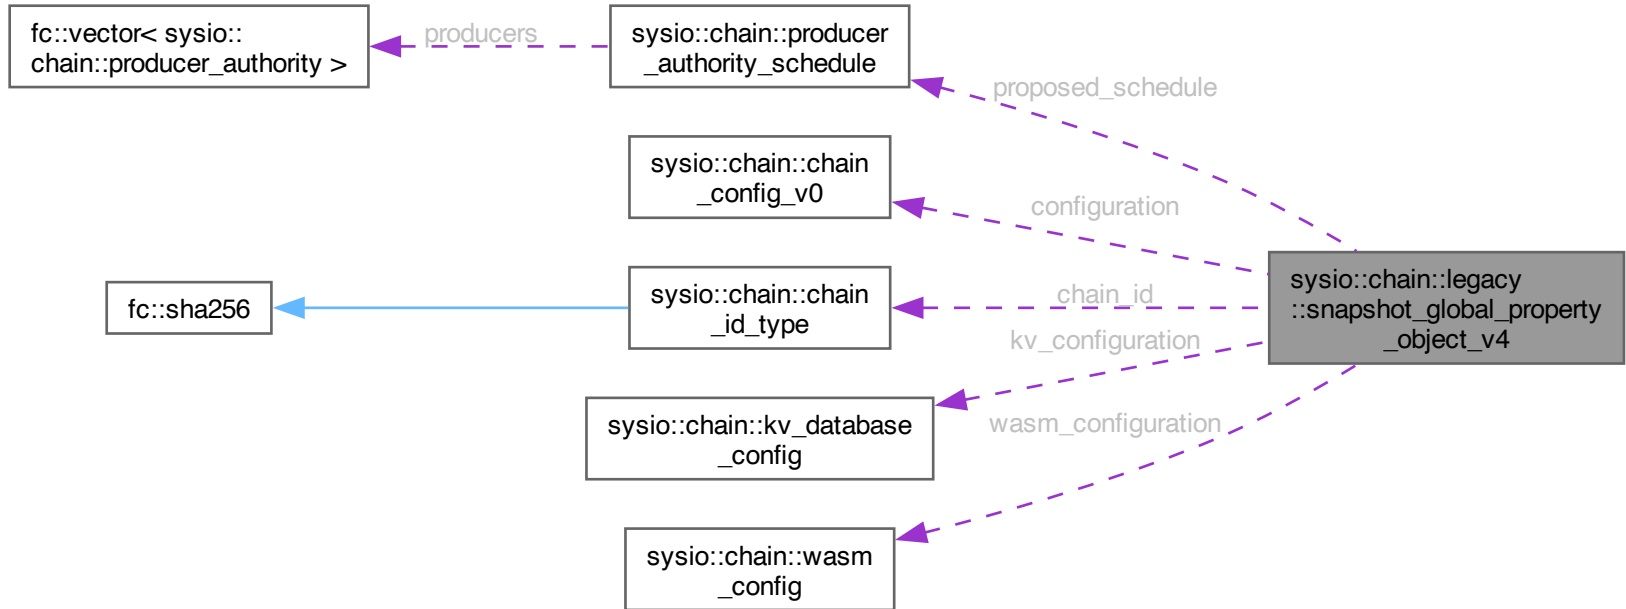 fc::vector< sysio::
chain::producer_authority >
producers
sysio::chain::producer
_authority_schedule
proposed_schedule
sysio::chain::chain
_config_v0
configuration
fc::sha256
sysio::chain::chain
_id_type
chain_id
sysio::chain::legacy
::snapshot_global_property
_object_v4
kv_configuration
sysio::chain::kv_database
_config
wasm_configuration
sysio::chain::wasm
_config